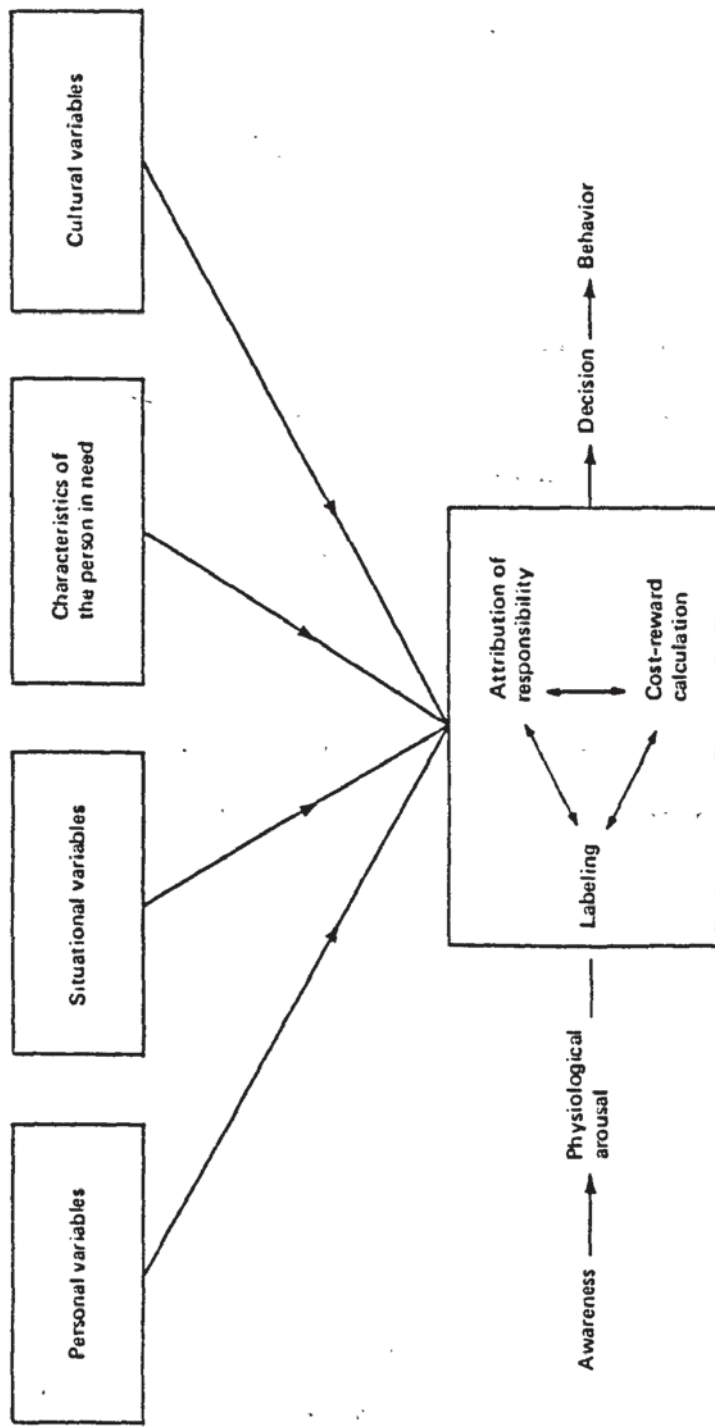 Personal variables
Situational variables
Characteristics of
the person in need
Cultural variables
Awareness
Physiological
arousal
Labeling
Attribution of
responsibility
Cost-reward
calculation
Decision
Behavior